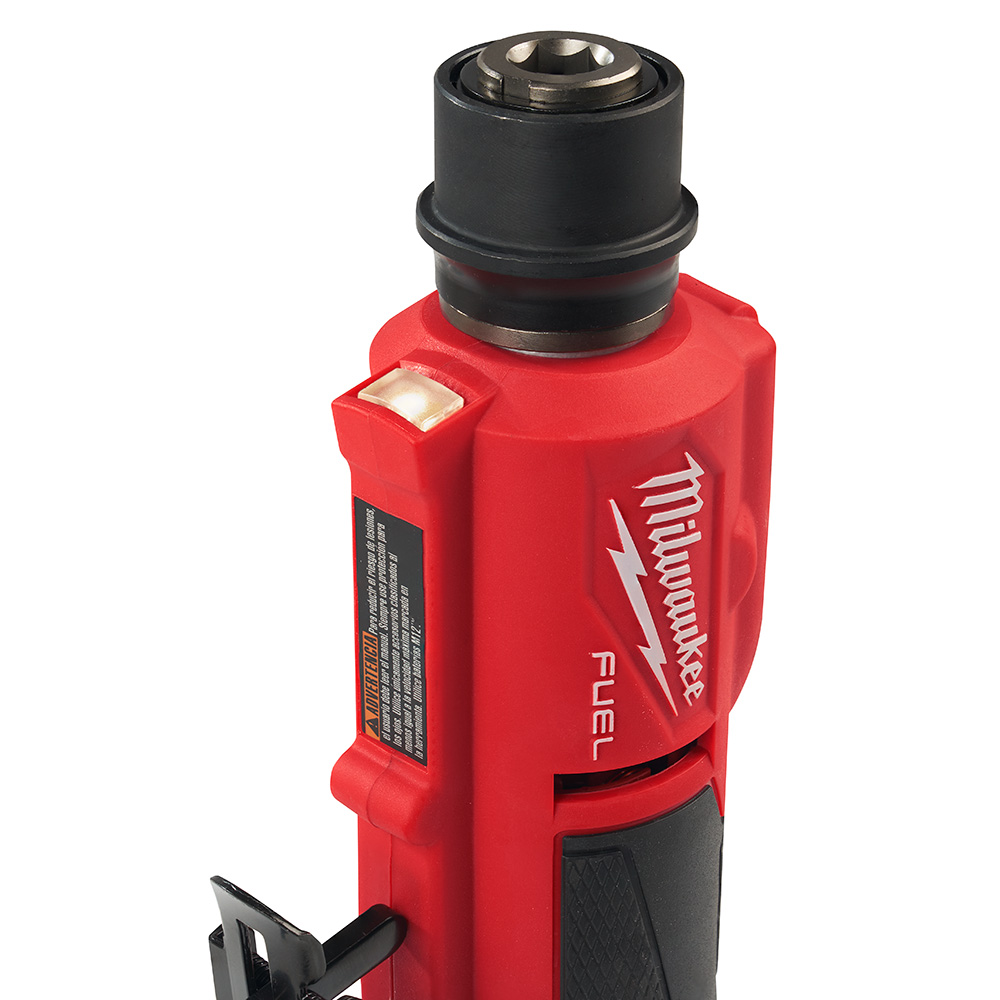 Milwaukee
FUEL
ADVERTENCIA Para reducir el riesgo de lesiones,
el usuario debe leer el manual. Siempre use protección para
los ojos. Utilice únicamente accesorios clasificados al
menos igual a la velocidad máxima marcada en
la herramienta. Utilice baterías M12™